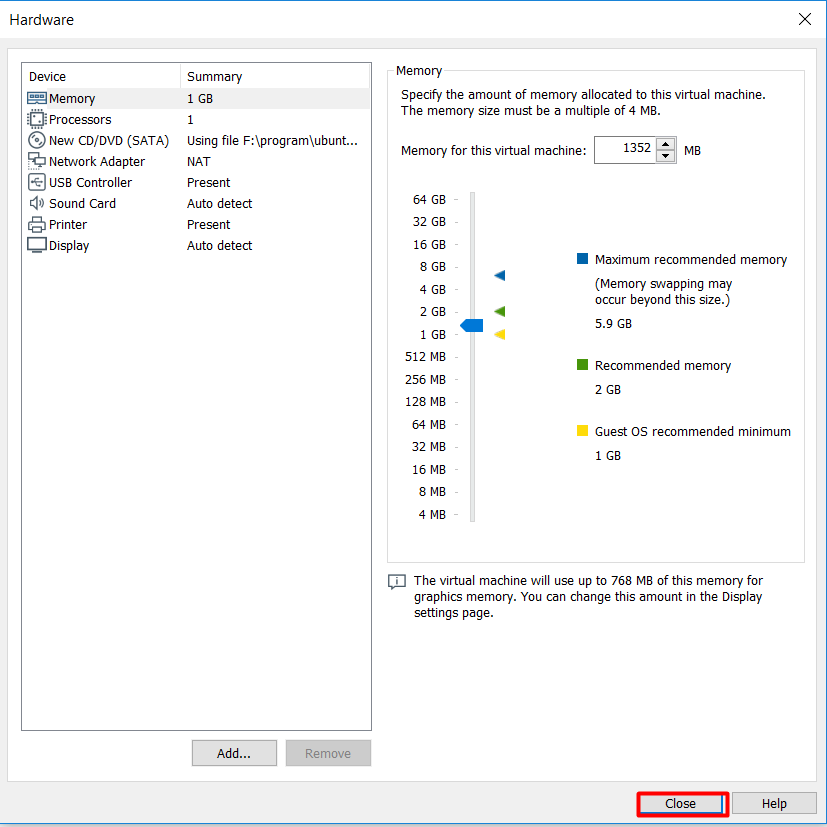 Hardware
Device Summary
Memory 1 GB
Processors 1
New CD/DVD (SATA) Using file F:\program\ubunt...
Network Adapter NAT
USB Controller Present
Sound Card Auto detect
Printer Present
Display Auto detect
Add...
Remove
Memory
Specify the amount of memory allocated to this virtual machine.
The memory size must be a multiple of 4 MB.
Memory for this virtual machine: 1352 MB
64 GB
32 GB
16 GB
8 GB
4 GB
2 GB
1 GB
512 MB
256 MB
128 MB
64 MB
32 MB
16 MB
8 MB
4 MB
Maximum recommended memory
(Memory swapping may
occur beyond this size.)
5.9 GB
Recommended memory
2 GB
Guest OS recommended minimum
1 GB
The virtual machine will use up to 768 MB of this memory for
graphics memory. You can change this amount in the Display
settings page.
Close
Help